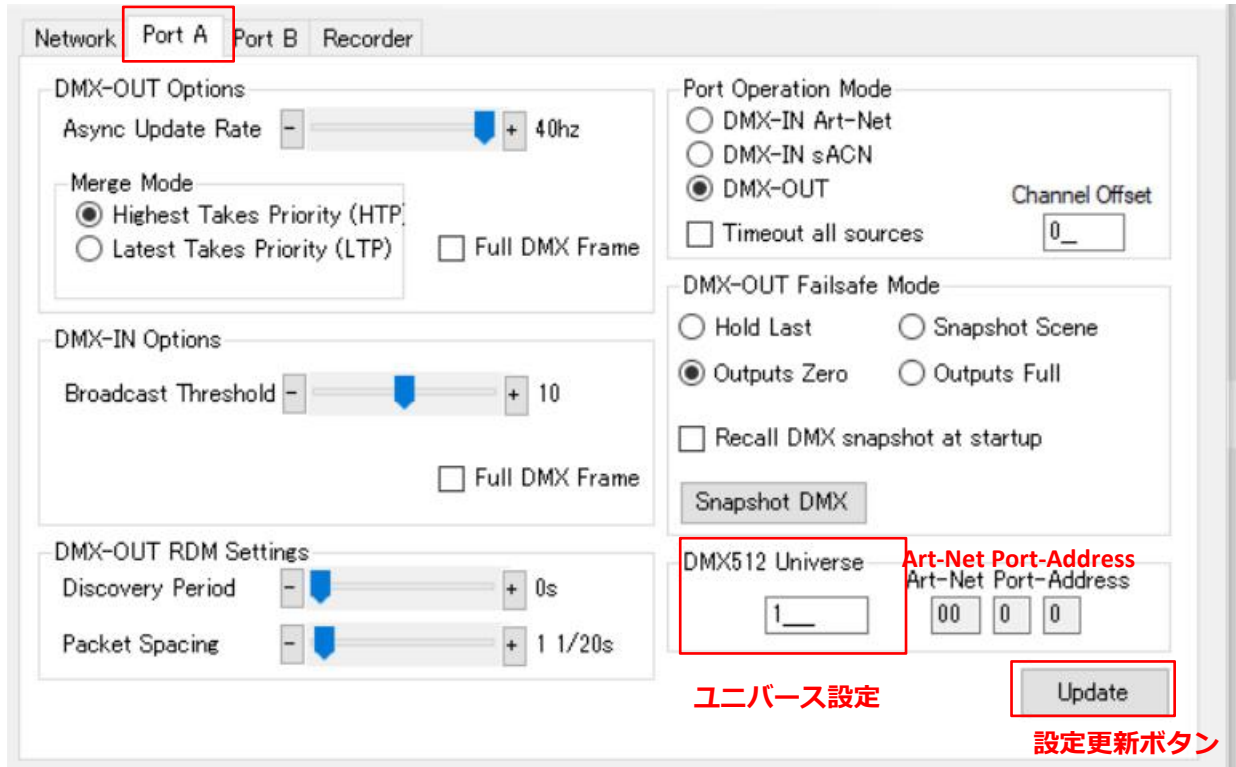 Network Port A Port B Recorder
DMX-OUT Options
Async Update Rate - + 40hz
Merge Mode
Highest Takes Priority (HTP)
Latest Takes Priority (LTP)
Full DMX Frame
DMX-IN Options
Broadcast Threshold - + 10
Full DMX Frame
DMX-OUT RDM Settings
Discovery Period - + 0s
Packet Spacing - + 1 1/20s
Port Operation Mode
DMX-IN Art-Net
DMX-IN sACN
DMX-OUT
Channel Offset
Timeout all sources
0_
DMX-OUT Failsafe Mode
Hold Last Snapshot Scene
Outputs Zero Outputs Full
Recall DMX snapshot at startup
Snapshot DMX
DMX512 Universe
1__
Art-Net Port-Address
Art-Net Port-Address
00 0 0
ユニバース設定
Update
設定更新ボタン